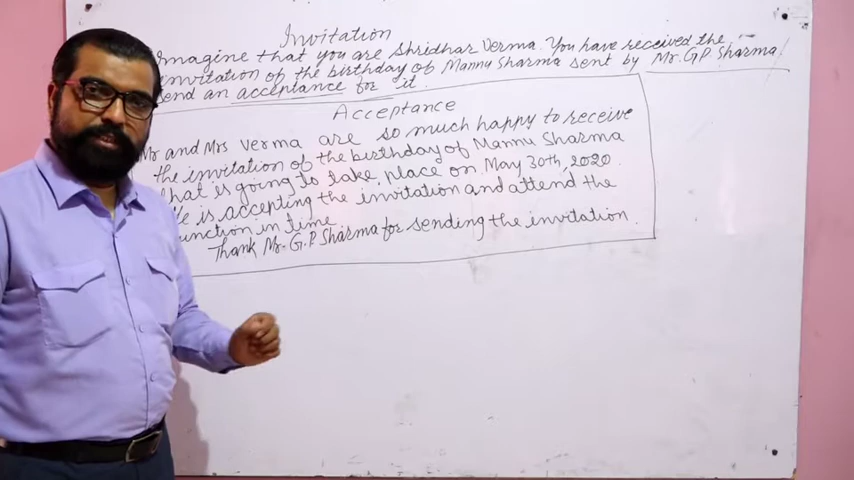 Invitation
Imagine that you are Shridhar Verma. You have received the
invitation of the birthday of Mannu Sharma sent by Mr. G.P Sharma.
send an acceptance for it.
Acceptance
Mr and Mrs Verma are so much happy to receive
the invitation of the birthday of Mannu Sharma
that is going to take place on May 30th, 2020.
is accepting the invitation and attend the
function in time
Thank Mr. G.P Sharma for sending the invitation.